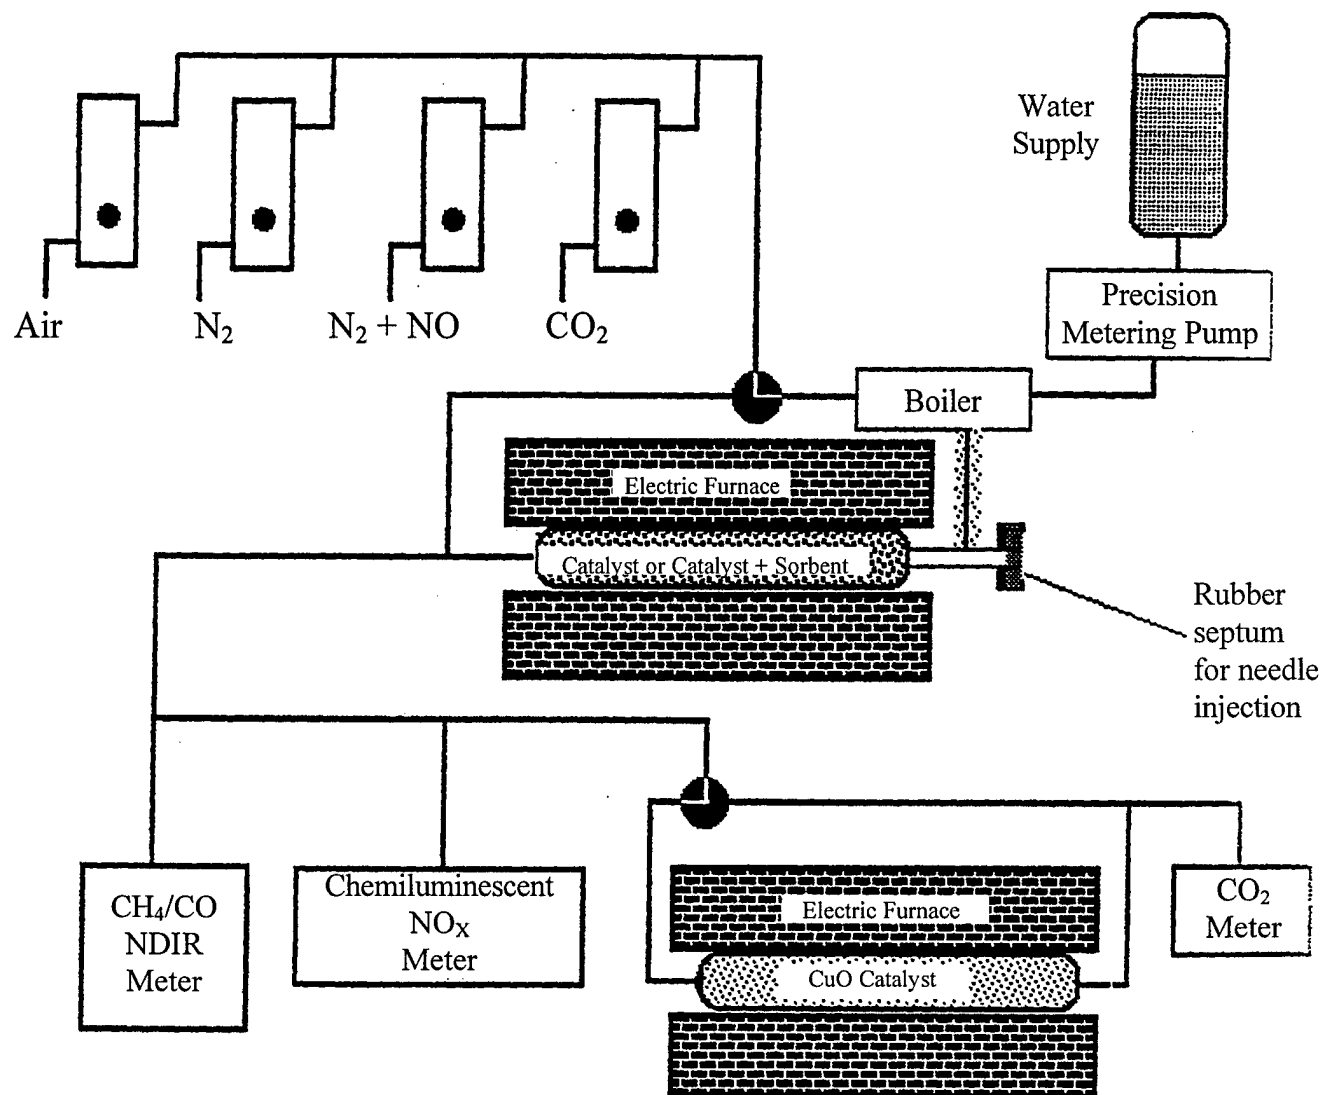 Water
Supply
Air
N₂
N₂ + NO
CO₂
Precision
Metering Pump
Boiler
Electric Furnace
Catalyst or Catalyst + Sorbent
Rubber
septum
for needle
injection
CH₄/CO
NDIR
Meter
Chemiluminescent
NOₓ
Meter
Electric Furnace
CuO Catalyst
CO₂
Meter